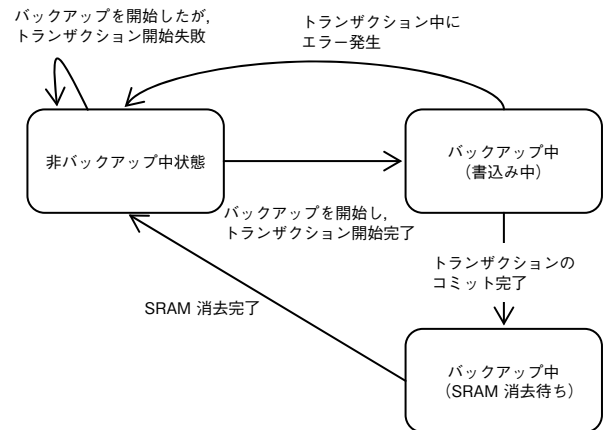 バックアップを開始したが,
トランザクション開始失敗
トランザクション中に
エラー発生
非バックアップ中状態
バックアップ中
（書込み中）
バックアップを開始し,
トランザクション開始完了
トランザクションの
コミット完了
SRAM 消去完了
バックアップ中
（SRAM 消去待ち）